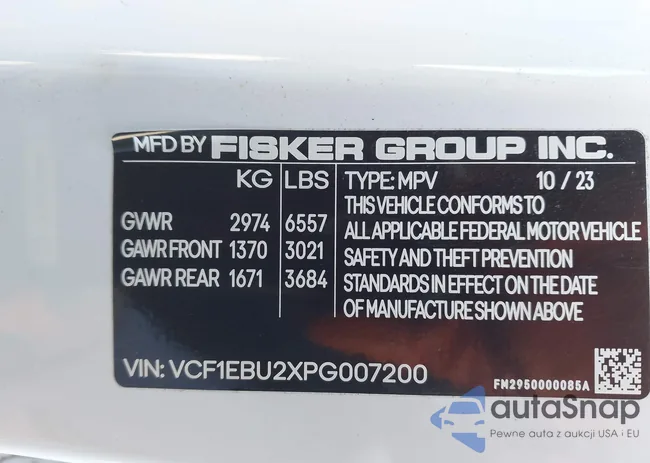 MFD BY FISKER GROUP INC.
KG LBS
GVWR 2974 6557
GAWR FRONT 1370 3021
GAWR REAR 1671 3684
TYPE: MPV 10 / 23
THIS VEHICLE CONFORMS TO
ALL APPLICABLE FEDERAL MOTOR VEHICLE
SAFETY AND THEFT PREVENTION
STANDARDS IN EFFECT ON THE DATE
OF MANUFACTURING SHOWN ABOVE
VIN: VCF1EBU2XPG007200
FM2950000085A
autaSnap
Pewne auta z aukcji USA i EU